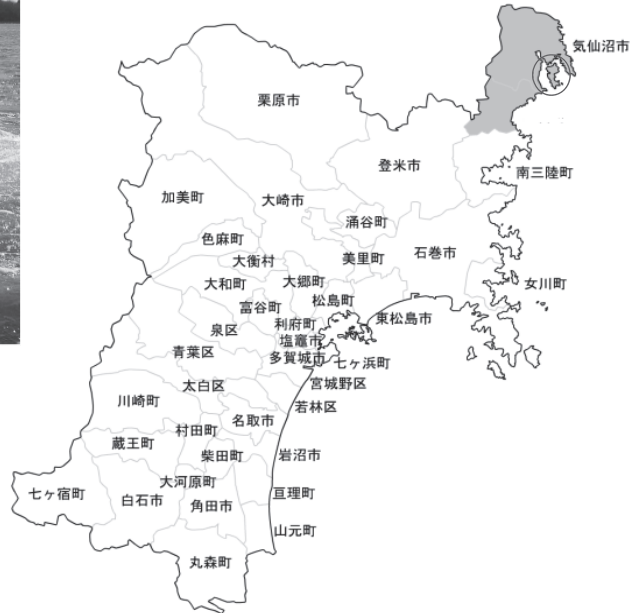 気仙沼市
栗原市
登米市
南三陸町
加美町
大崎市
涌谷町
色麻町
石巻市
大衡村
美里町
大和町
大郷町
女川町
富谷町
松島町
東松島市
泉区
利府町
塩竈市
青葉区
多賀城市
七ヶ浜町
太白区
宮城野区
川崎町
若林区
村田町
名取市
蔵王町
柴田町
岩沼市
大河原町
七ヶ宿町
白石市
角田市
亘理町
山元町
丸森町